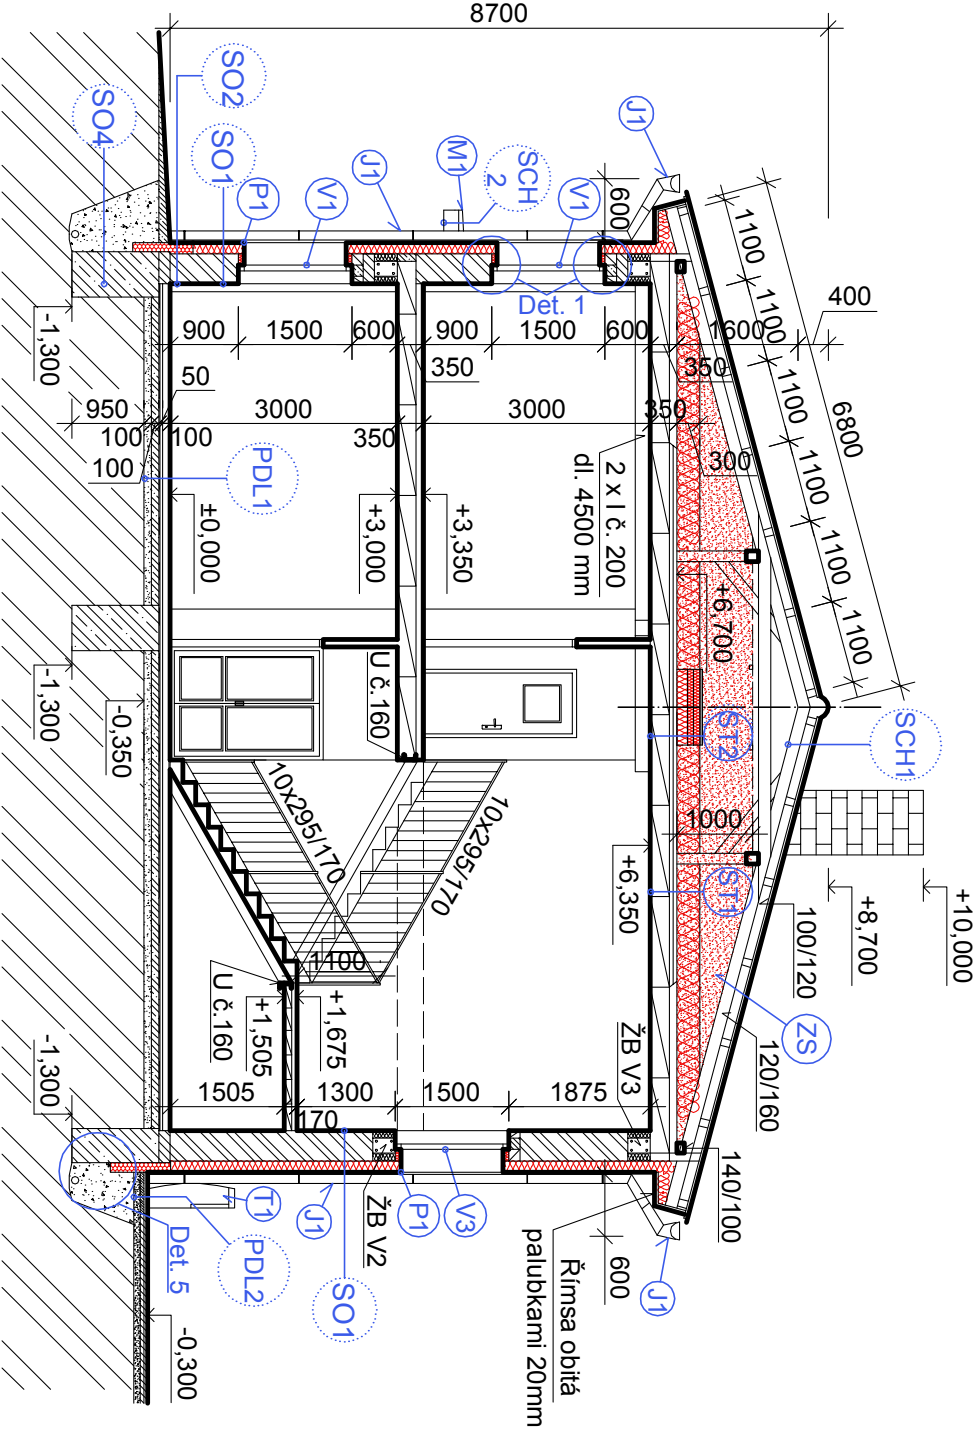 8700
SO4
SO2
SO1
P1
V1
J1
M1
SCH
2
V1
J1
600
Det. 1
1100
1100
1100
1100
1100
1100
6800
400
900
1500
600
900
1500
600
1600
350
350
50
950
100
100
100
3000
350
3000
350
300
-1,300
PDL1
±0,000
+3,000
+3,350
2 x I č. 200
dl. 4500 mm
+6,700
-1,300
-0,350
U č. 160
ST2
SCH1
10x295/170
10x295/170
1000
+6,350
ST1
+8,700
+10,000
100/120
ZS
120/160
140/100
1100
U č.160
+1,505
+1,675
ŽB V3
-1,300
1505
170
1300
1500
1875
T1
J1
ŽB V2
P1
V3
600
J1
Det. 5
PDL2
SO1
Římsa obitá
palubkami 20mm
-0,300